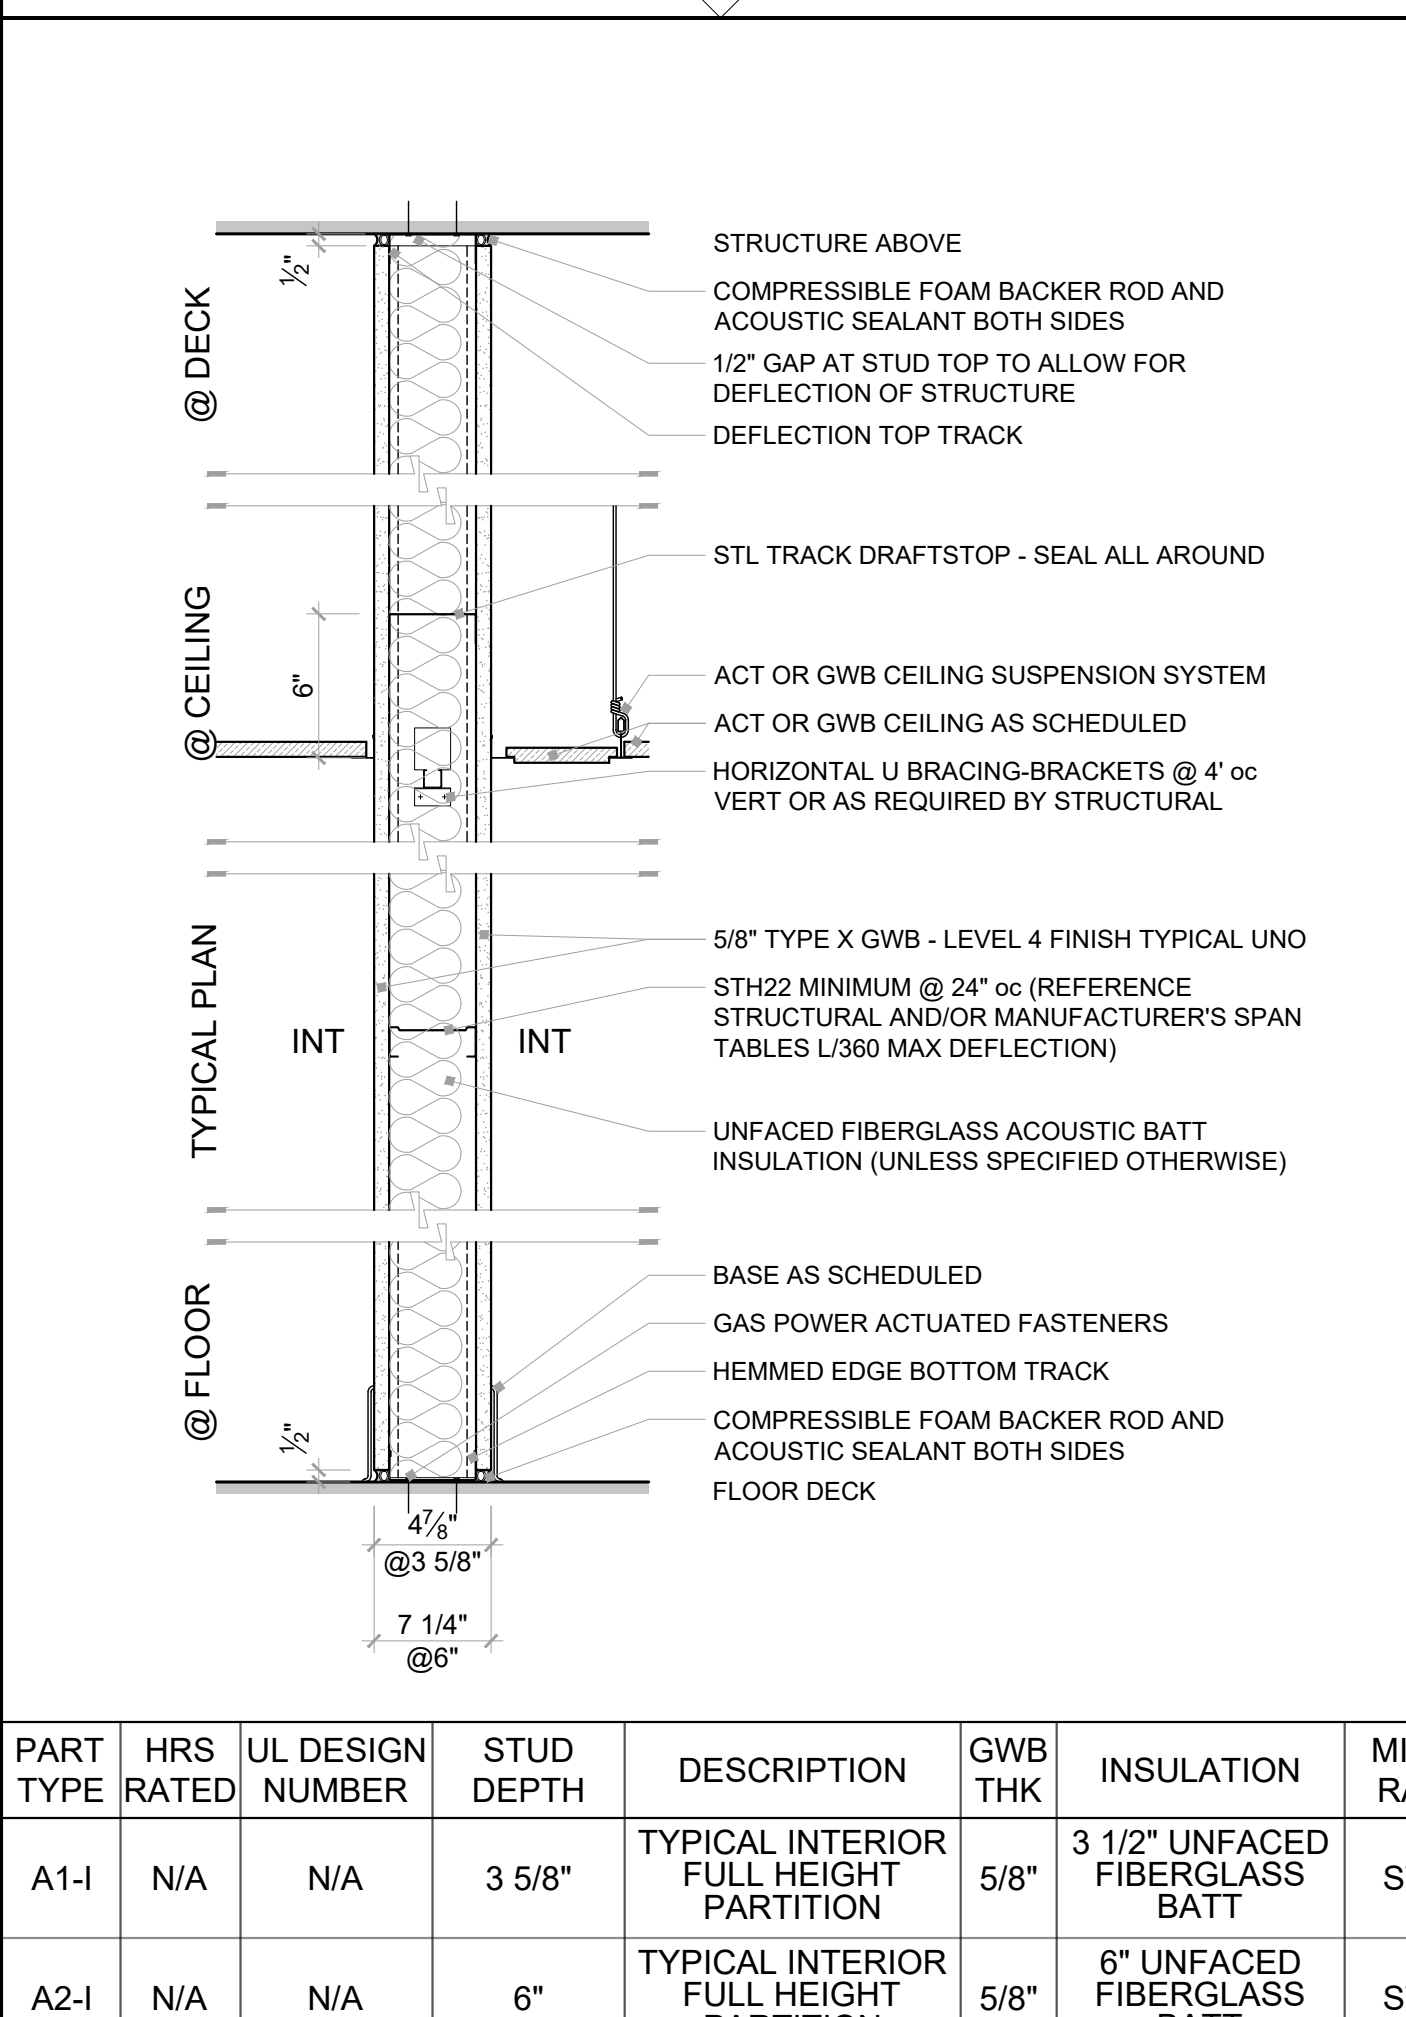 STRUCTURE ABOVE
½"
COMPRESSIBLE FOAM BACKER ROD AND
ACOUSTIC SEALANT BOTH SIDES
@ DECK
1/2" GAP AT STUD TOP TO ALLOW FOR
DEFLECTION OF STRUCTURE
DEFLECTION TOP TRACK
STL TRACK DRAFTSTOP - SEAL ALL AROUND
@ CEILING
6"
ACT OR GWB CEILING SUSPENSION SYSTEM
ACT OR GWB CEILING AS SCHEDULED
HORIZONTAL U BRACING-BRACKETS @ 4' oc
VERT OR AS REQUIRED BY STRUCTURAL
5/8" TYPE X GWB - LEVEL 4 FINISH TYPICAL UNO
TYPICAL PLAN
STH22 MINIMUM @ 24" oc (REFERENCE
STRUCTURAL AND/OR MANUFACTURER'S SPAN
TABLES L/360 MAX DEFLECTION)
INT
INT
UNFACED FIBERGLASS ACOUSTIC BATT
INSULATION (UNLESS SPECIFIED OTHERWISE)
BASE AS SCHEDULED
GAS POWER ACTUATED FASTENERS
@ FLOOR
HEMMED EDGE BOTTOM TRACK
½"
COMPRESSIBLE FOAM BACKER ROD AND
ACOUSTIC SEALANT BOTH SIDES
FLOOR DECK
4⅞"
@3 5/8"
7 1/4"
@6"
PART
TYPE
HRS
RATED
UL DESIGN
NUMBER
STUD
DEPTH
DESCRIPTION
GWB
THK
INSULATION
A1-I
N/A
N/A
3 5/8"
TYPICAL INTERIOR
FULL HEIGHT
PARTITION
5/8"
3 1/2" UNFACED
FIBERGLASS
BATT
A2-I
N/A
N/A
6"
TYPICAL INTERIOR
FULL HEIGHT
PARTITION
5/8"
6" UNFACED
FIBERGLASS
BATT